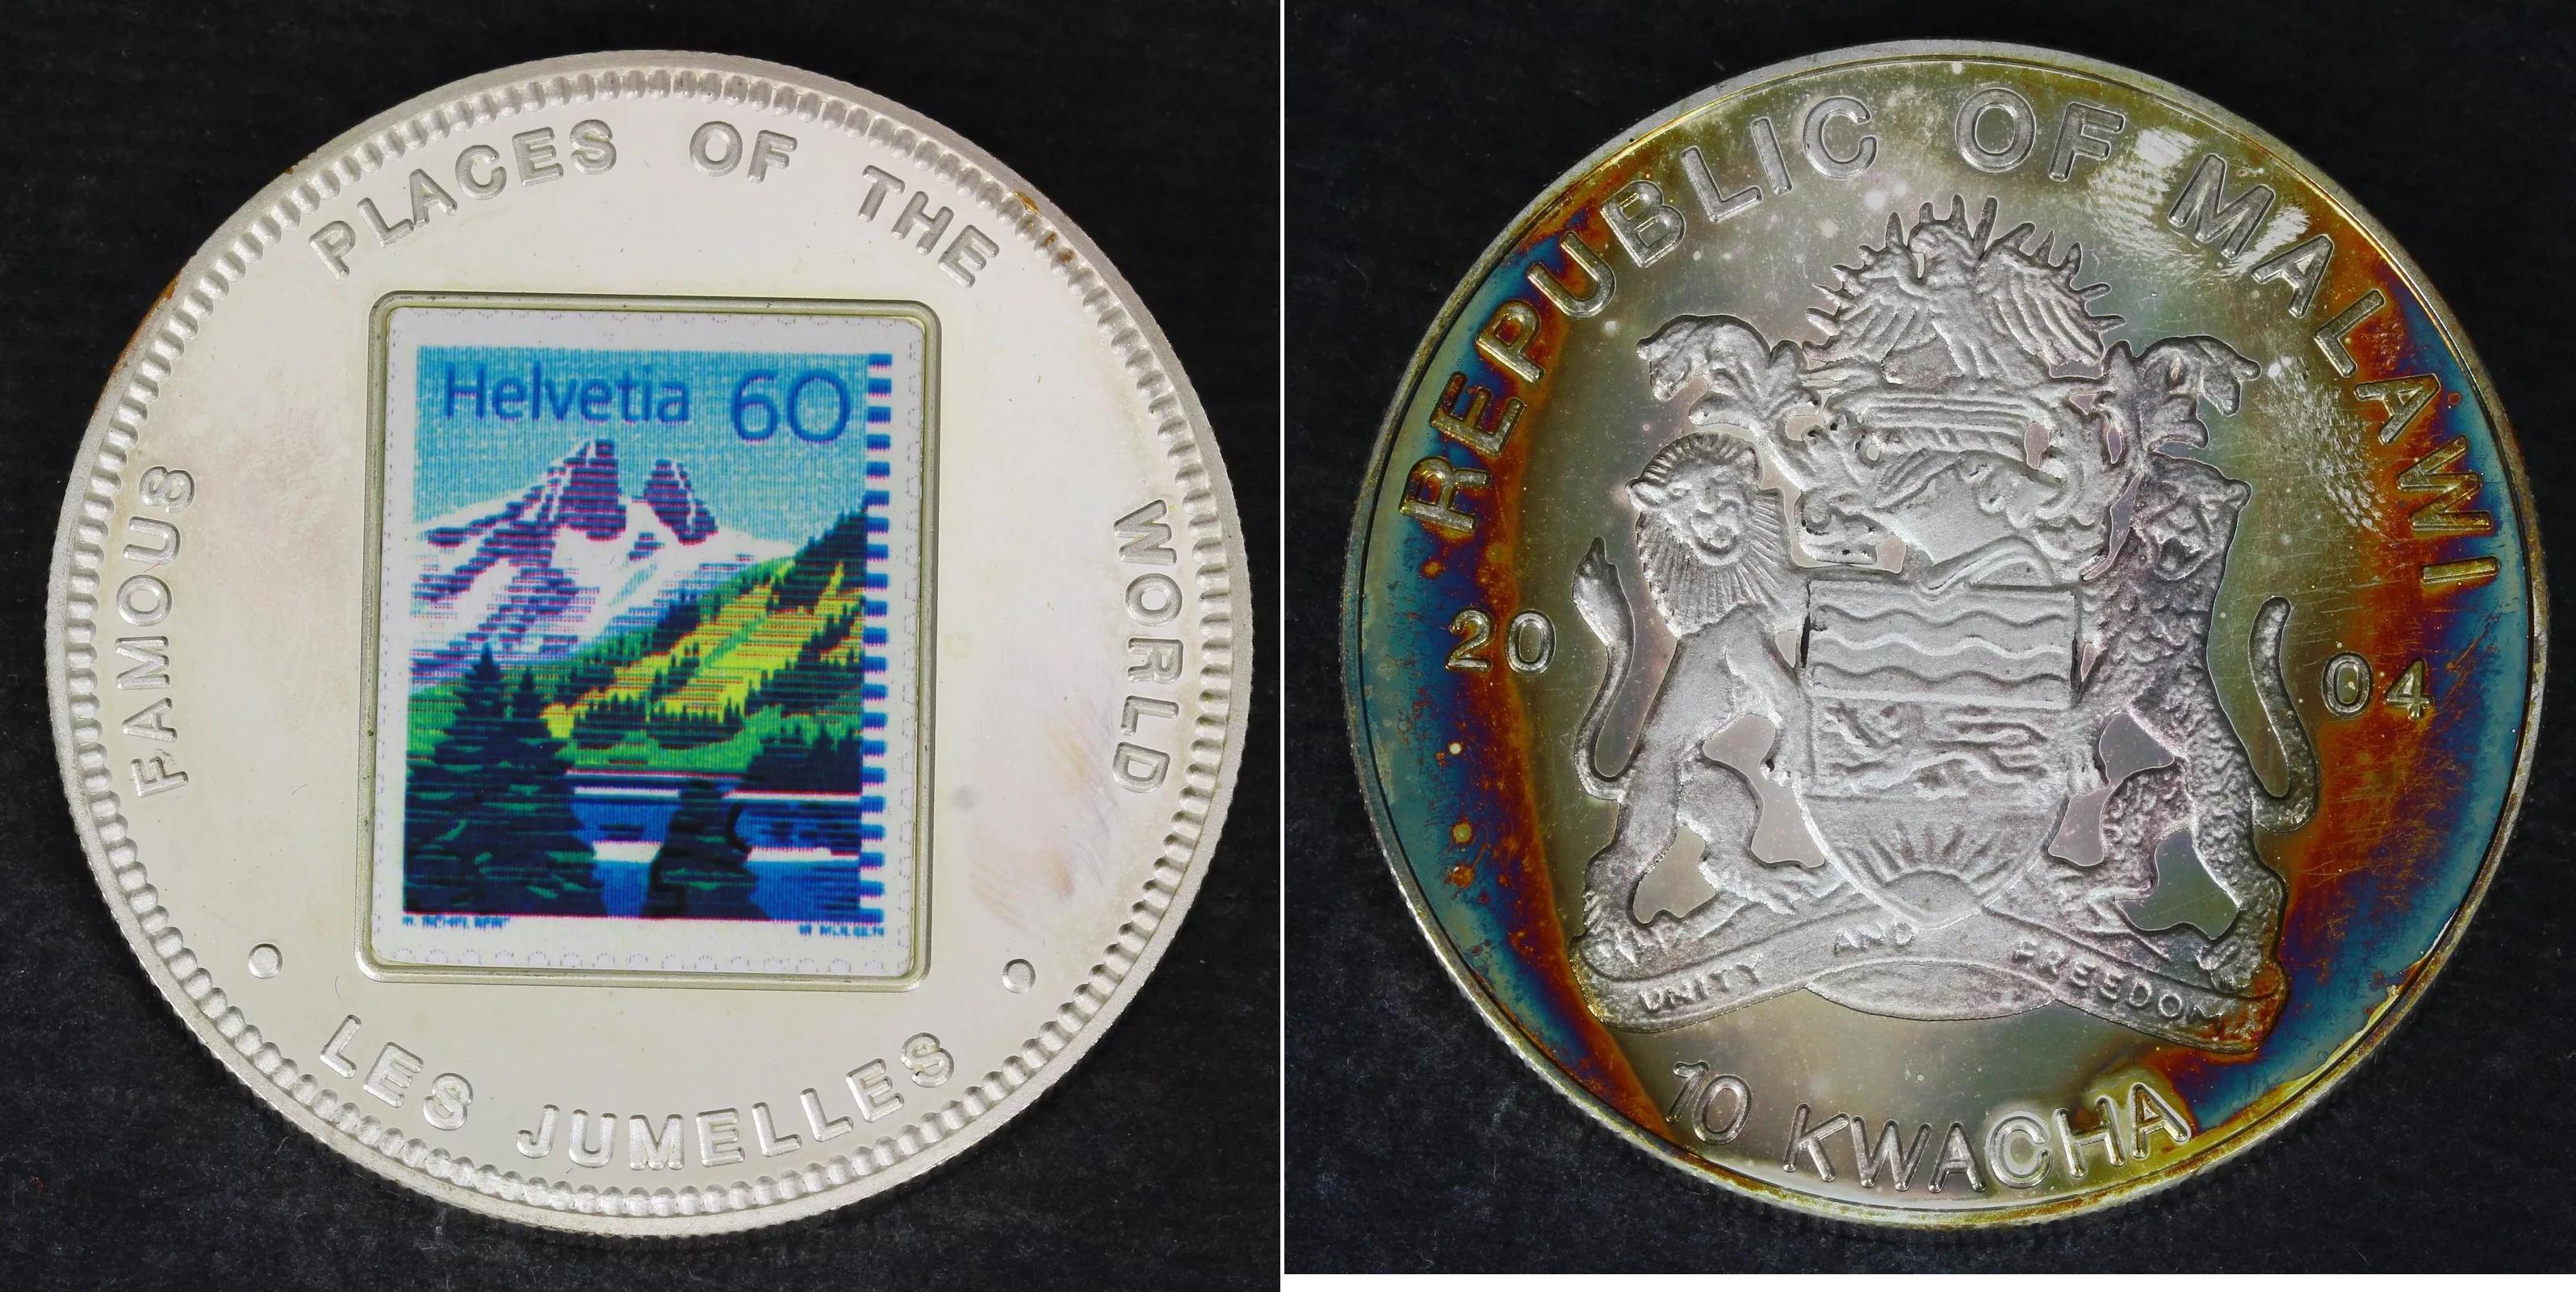 FAMOUS PLACES OF THE WORLD
Helvetia 60
LES JUMELLES
REPUBLIC OF MALAWI
20 04
UNITY AND FREEDOM
10 KWACHA